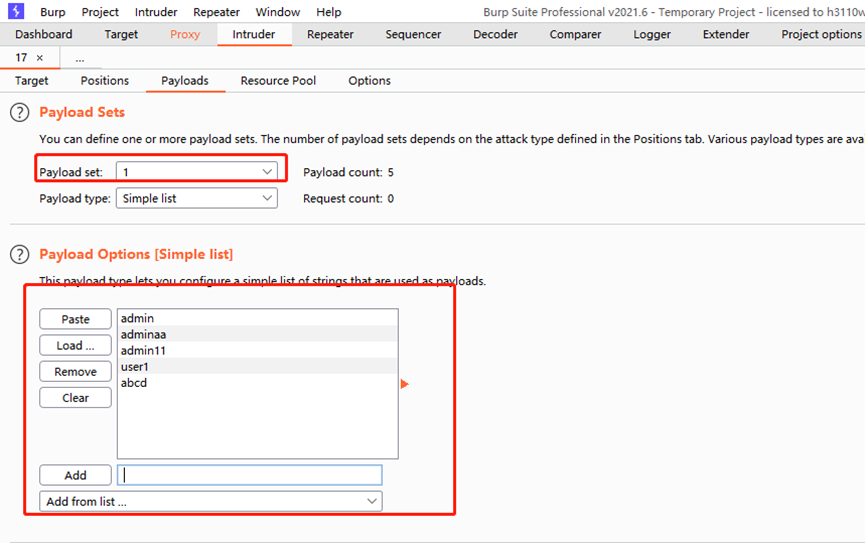 Burp Project Intruder Repeater Window Help Burp Suite Professional v2021.6 - Temporary Project - licensed to h3110w
Dashboard Target Proxy Intruder Repeater Sequencer Decoder Comparer Logger Extender Project options
17 × ...
Target Positions Payloads Resource Pool Options
? Payload Sets
You can define one or more payload sets. The number of payload sets depends on the attack type defined in the Positions tab. Various payload types are ava
Payload set: 1 Payload count: 5
Payload type: Simple list Request count: 0
? Payload Options [Simple list]
This payload type lets you configure a simple list of strings that are used as payloads.
Paste admin
adminaa
Load ... admin11
Remove user1
abcd
Clear
Add
Add from list ...